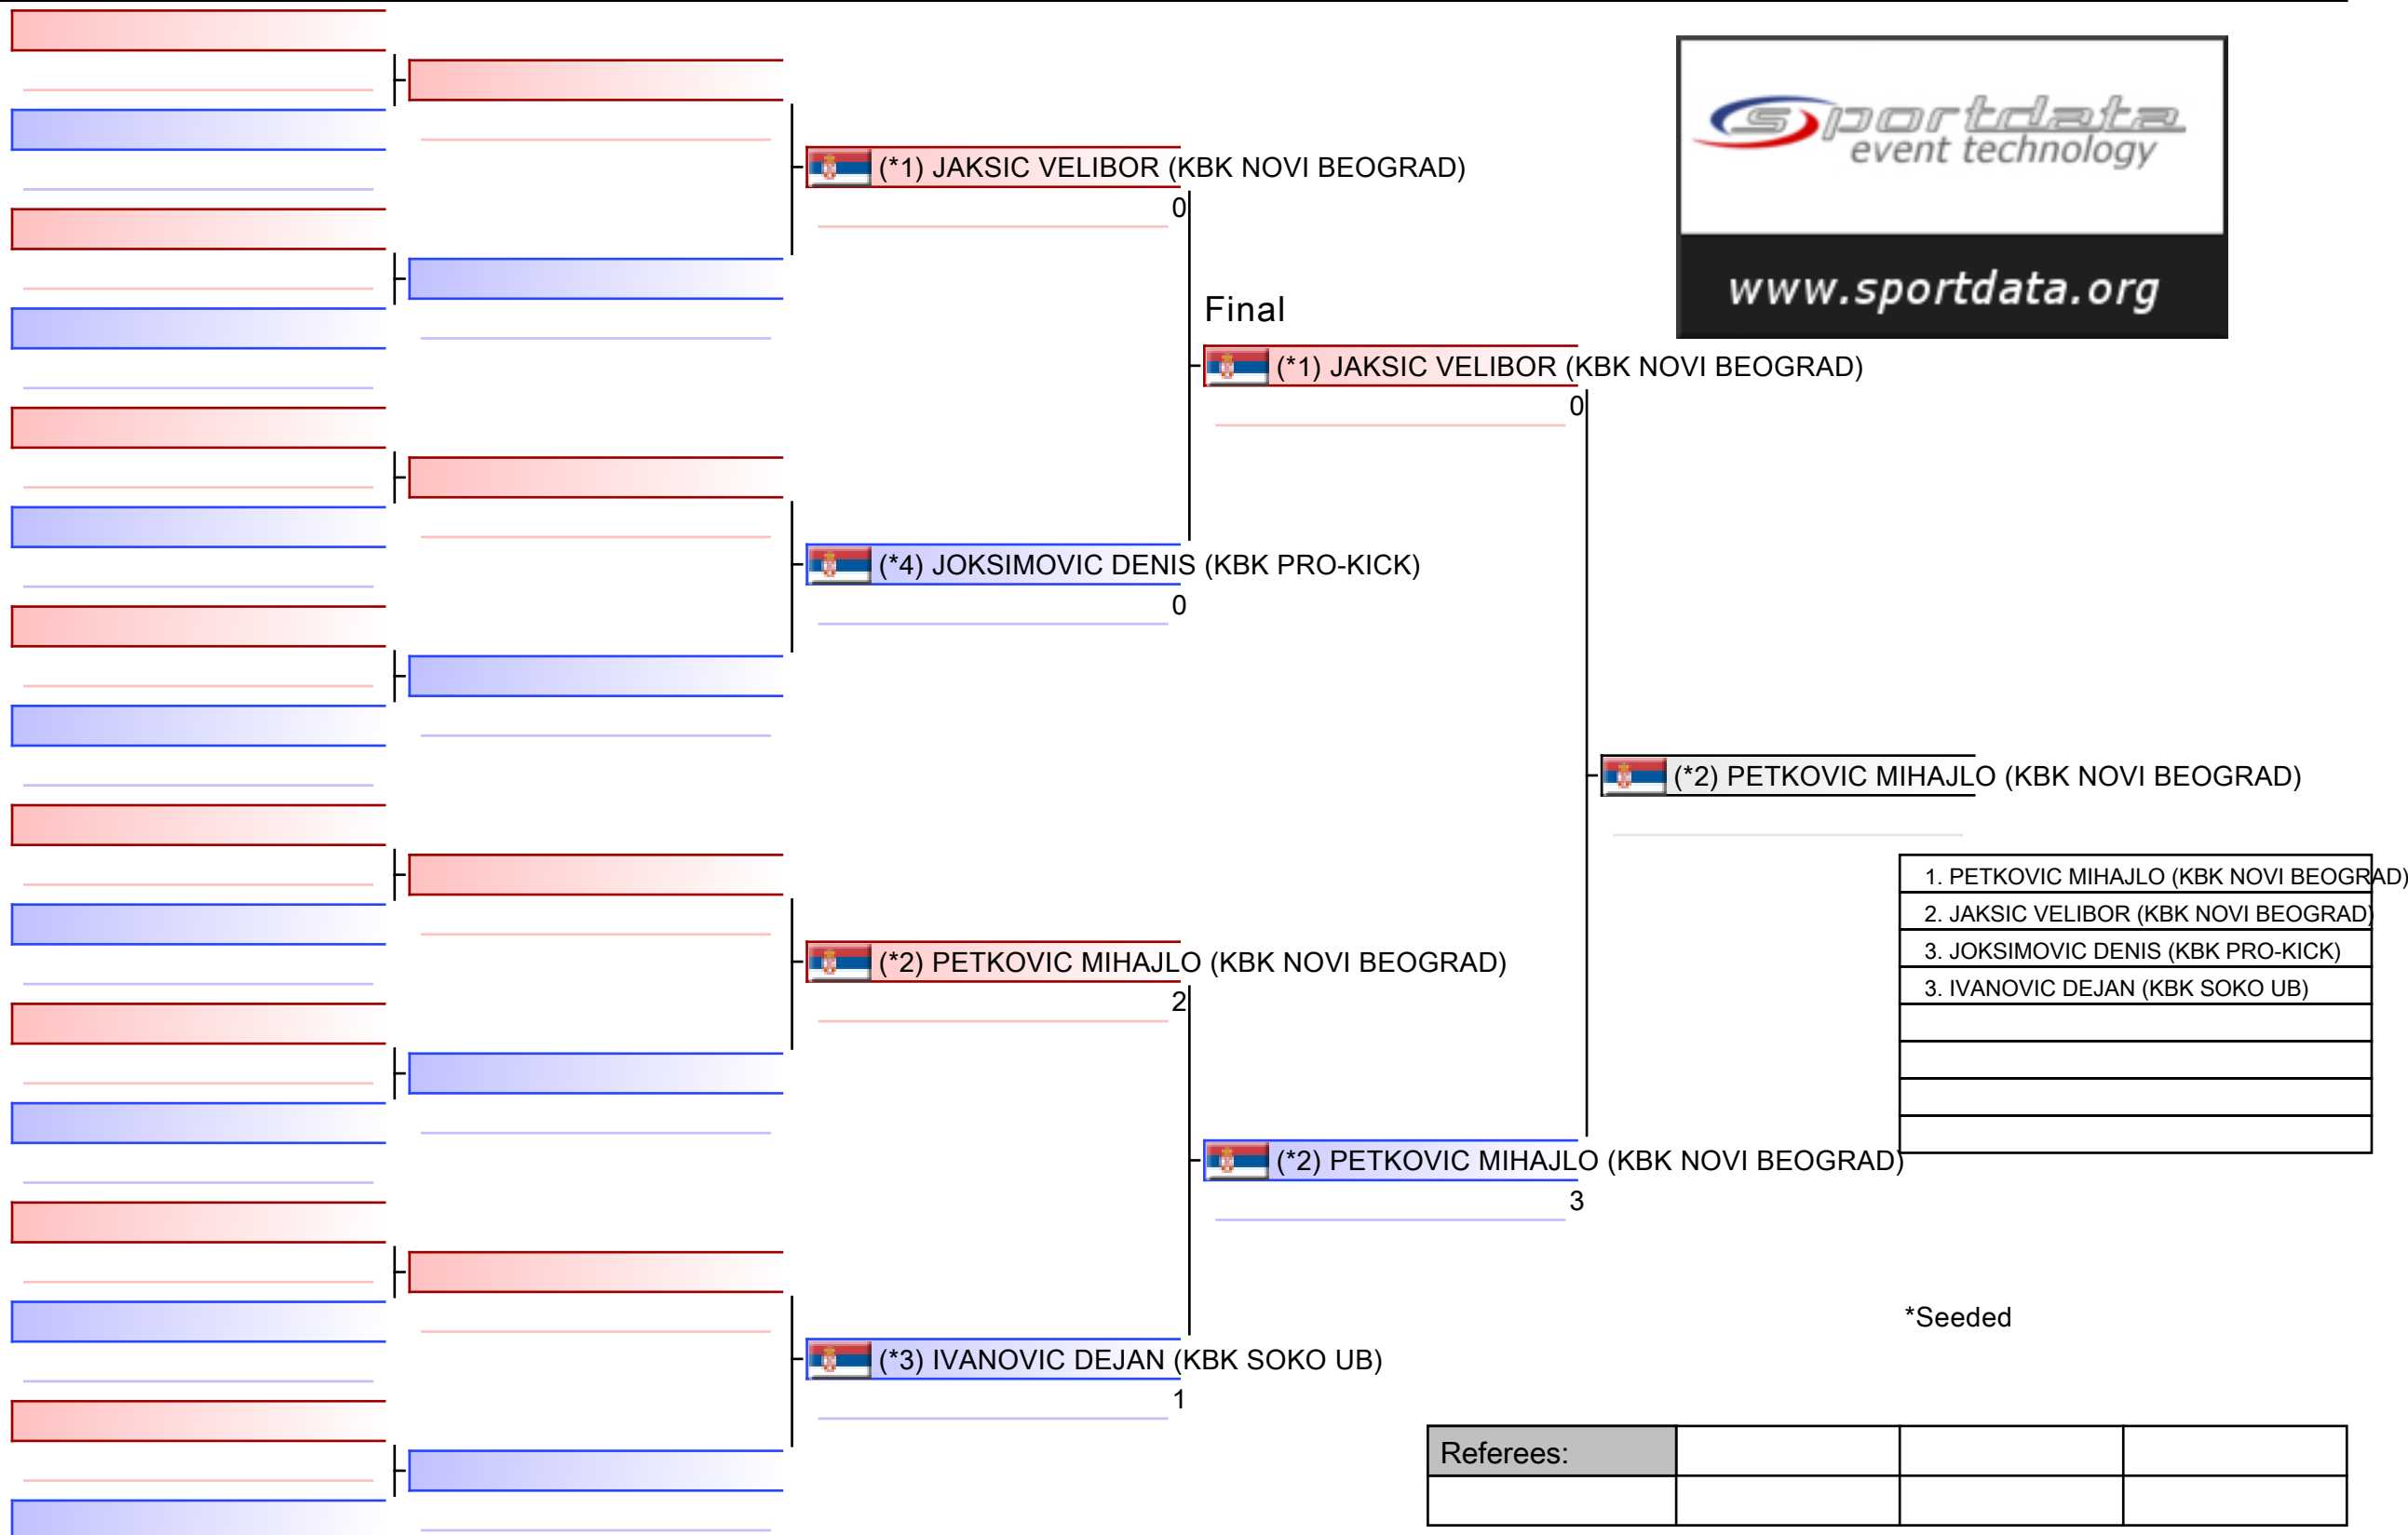 sportdata
event technology
www.sportdata.org
(*1) JAKSIC VELIBOR (KBK NOVI BEOGRAD)
0
Final
(*1) JAKSIC VELIBOR (KBK NOVI BEOGRAD)
0
(*4) JOKSIMOVIC DENIS (KBK PRO-KICK)
0
(*2) PETKOVIC MIHAJLO (KBK NOVI BEOGRAD)
1. PETKOVIC MIHAJLO (KBK NOVI BEOGRAD)
2. JAKSIC VELIBOR (KBK NOVI BEOGRAD)
3. JOKSIMOVIC DENIS (KBK PRO-KICK)
3. IVANOVIC DEJAN (KBK SOKO UB)
(*2) PETKOVIC MIHAJLO (KBK NOVI BEOGRAD)
2
(*2) PETKOVIC MIHAJLO (KBK NOVI BEOGRAD)
3
*Seeded
(*3) IVANOVIC DEJAN (KBK SOKO UB)
1
Referees: